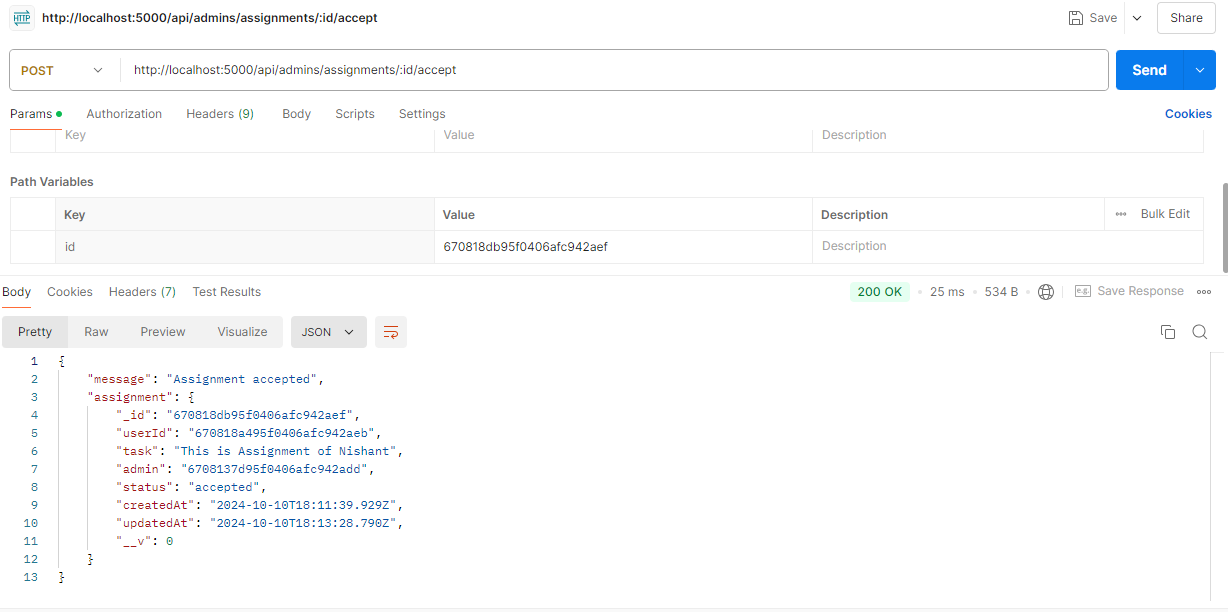 HTTP http://localhost:5000/api/admins/assignments/:id/accept Save Share
POST http://localhost:5000/api/admins/assignments/:id/accept Send
Params Authorization Headers (9) Body Scripts Settings Cookies
Key Value Description
Path Variables
Key Value Description Bulk Edit
id 670818db95f0406afc942aef Description
Body Cookies Headers (7) Test Results 200 OK 25 ms 534 B e.g. Save Response
Pretty Raw Preview Visualize JSON
1 {
2 "message": "Assignment accepted",
3 "assignment": {
4 "_id": "670818db95f0406afc942aef",
5 "userId": "670818a495f0406afc942aeb",
6 "task": "This is Assignment of Nishant",
7 "admin": "6708137d95f0406afc942add",
8 "status": "accepted",
9 "createdAt": "2024-10-10T18:11:39.929Z",
10 "updatedAt": "2024-10-10T18:13:28.790Z",
11 "__v": 0
12 }
13 }